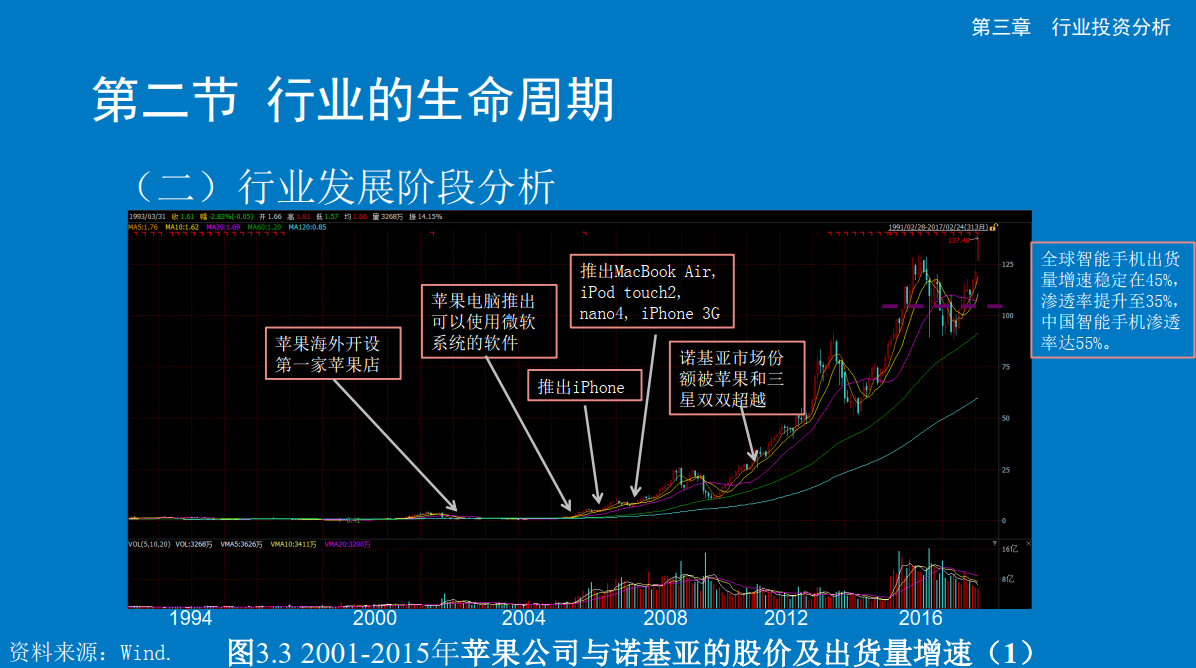 第三章 行业投资分析
第二节 行业的生命周期
（二）行业发展阶段分析
1993/03/31 收 1.61 幅 -2.83%(-0.05) 开 1.66 高 1.81 低 1.57 均 1.66 量 3268万 振 14.15%
MA5:1.76 MA10:1.62 MA20:1.69 MA60:1.20 MA120:0.85
1991/02/28-2017/02/24(313月)
全球智能手机出货
量增速稳定在45%，
渗透率提升至35%，
中国智能手机渗透
率达55%。
推出MacBook Air,
iPod touch2,
nano4, iPhone 3G
苹果电脑推出
可以使用微软
系统的软件
苹果海外开设
第一家苹果店
诺基亚市场份
额被苹果和三
星双双超越
推出iPhone
125
100
75
50
25
0
VOL(5,10,20) VOL:3268万 VMA5:3626万 VMA10:3411万 VMA20:3200万
16亿
8亿
1994 2000 2004 2008 2012 2016
资料来源：Wind.
图3.3 2001-2015年苹果公司与诺基亚的股价及出货量增速（1）